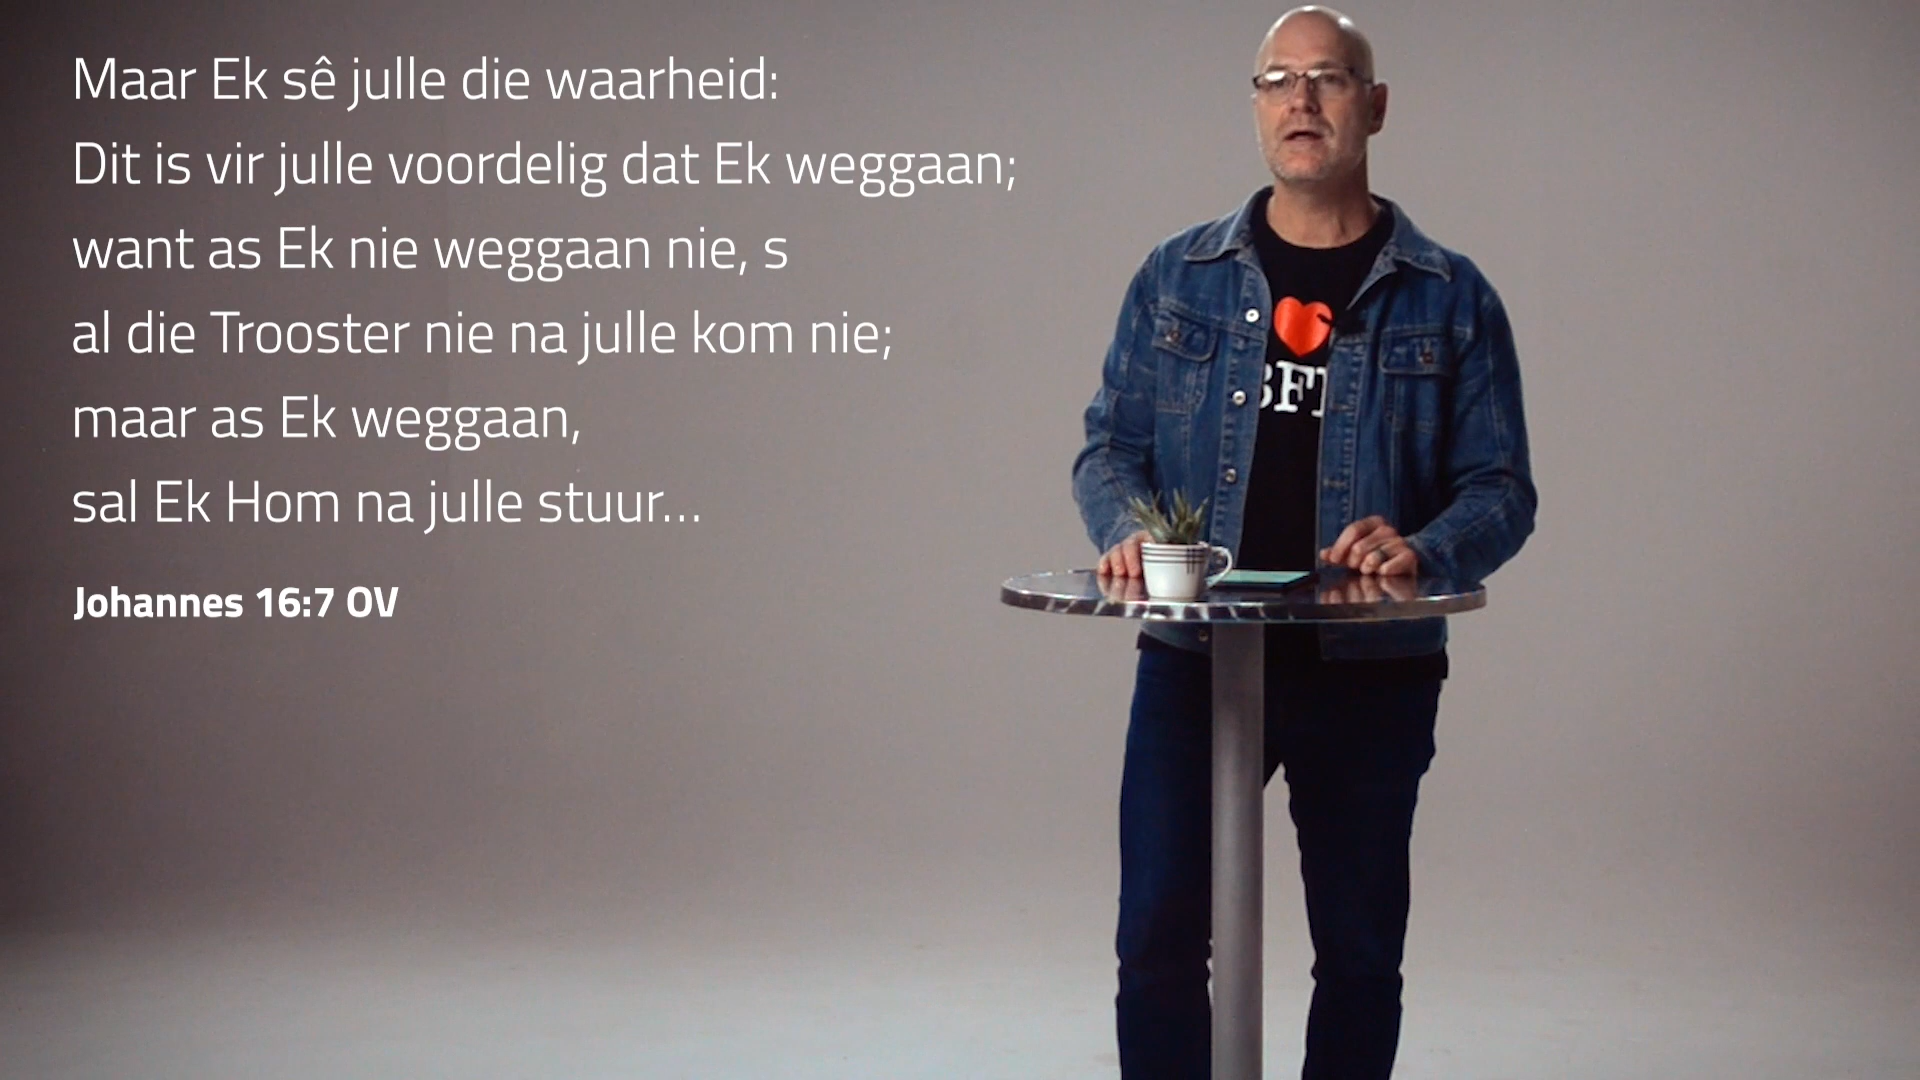 Maar Ek sê julle die waarheid:
Dit is vir julle voordelig dat Ek weggaan;
want as Ek nie weggaan nie, s
al die Trooster nie na julle kom nie;
maar as Ek weggaan,
sal Ek Hom na julle stuur...
Johannes 16:7 OV